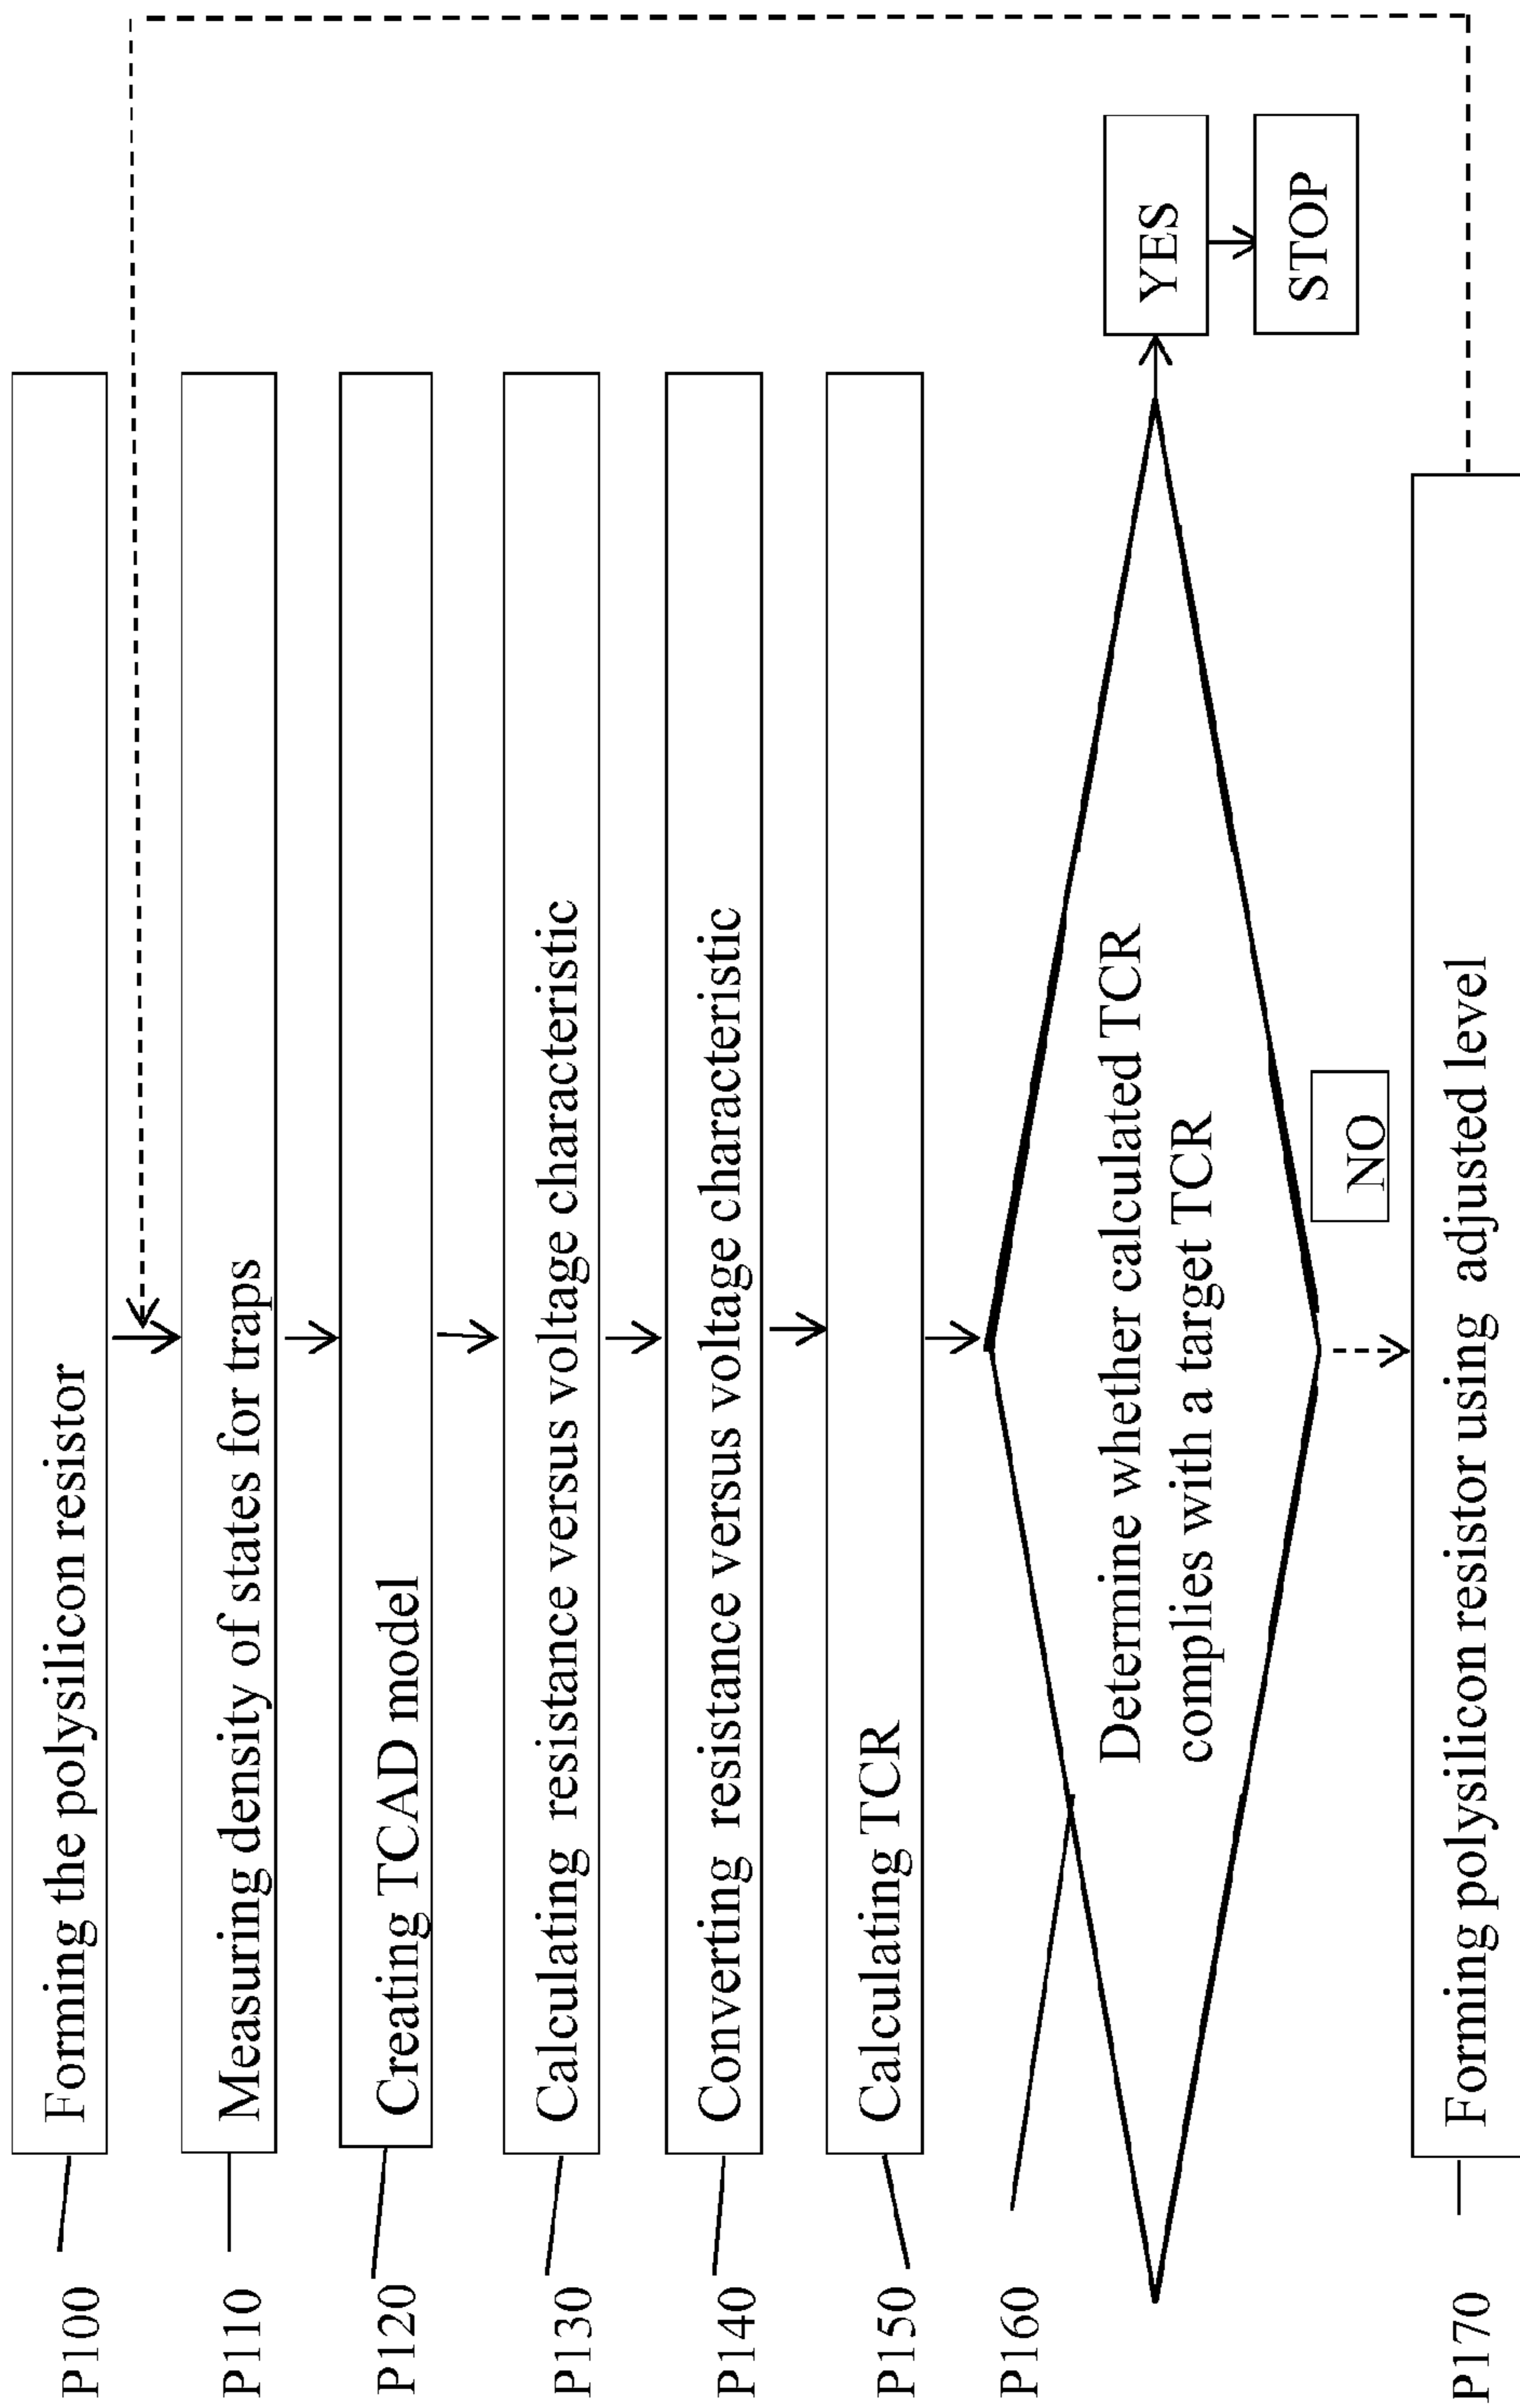 P100
Forming the polysilicon resistor
P110
Measuring density of states for traps
P120
Creating TCAD model
P130
Calculating resistance versus voltage characteristic
P140
Converting resistance versus voltage characteristic
P150
Calculating TCR
P160
Determine whether calculated TCR
complies with a target TCR
YES
STOP
NO
P170
Forming polysilicon resistor using adjusted level